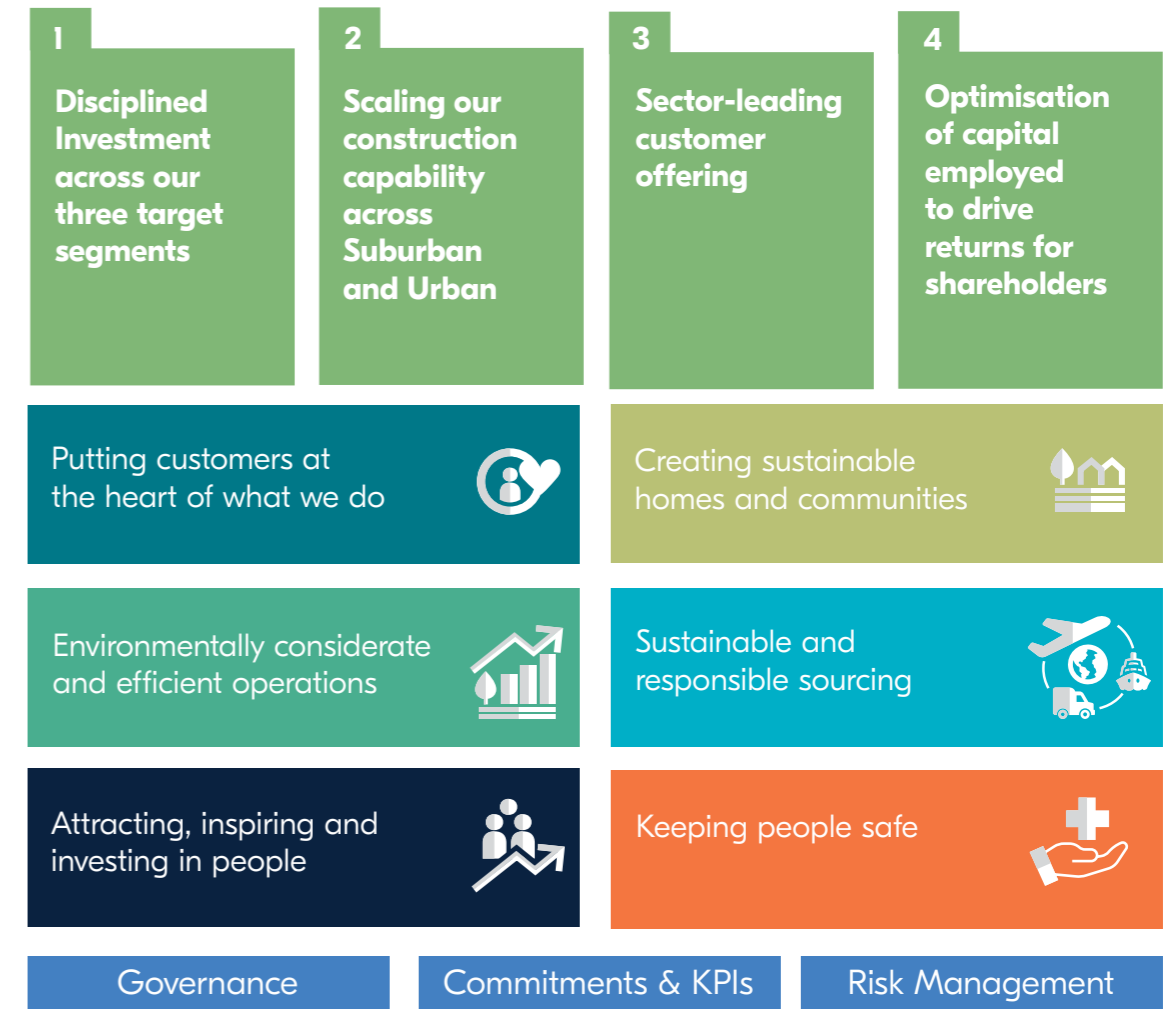 1
Disciplined
Investment
across our
three target
segments
2
Scaling our
construction
capability
across
Suburban
and Urban
3
Sector-leading
customer
offering
4
Optimisation
of capital
employed
to drive
returns for
shareholders
Putting customers at
the heart of what we do
Creating sustainable
homes and communities
Environmentally considerate
and efficient operations
Sustainable and
responsible sourcing
Attracting, inspiring and
investing in people
Keeping people safe
Governance
Commitments & KPIs
Risk Management